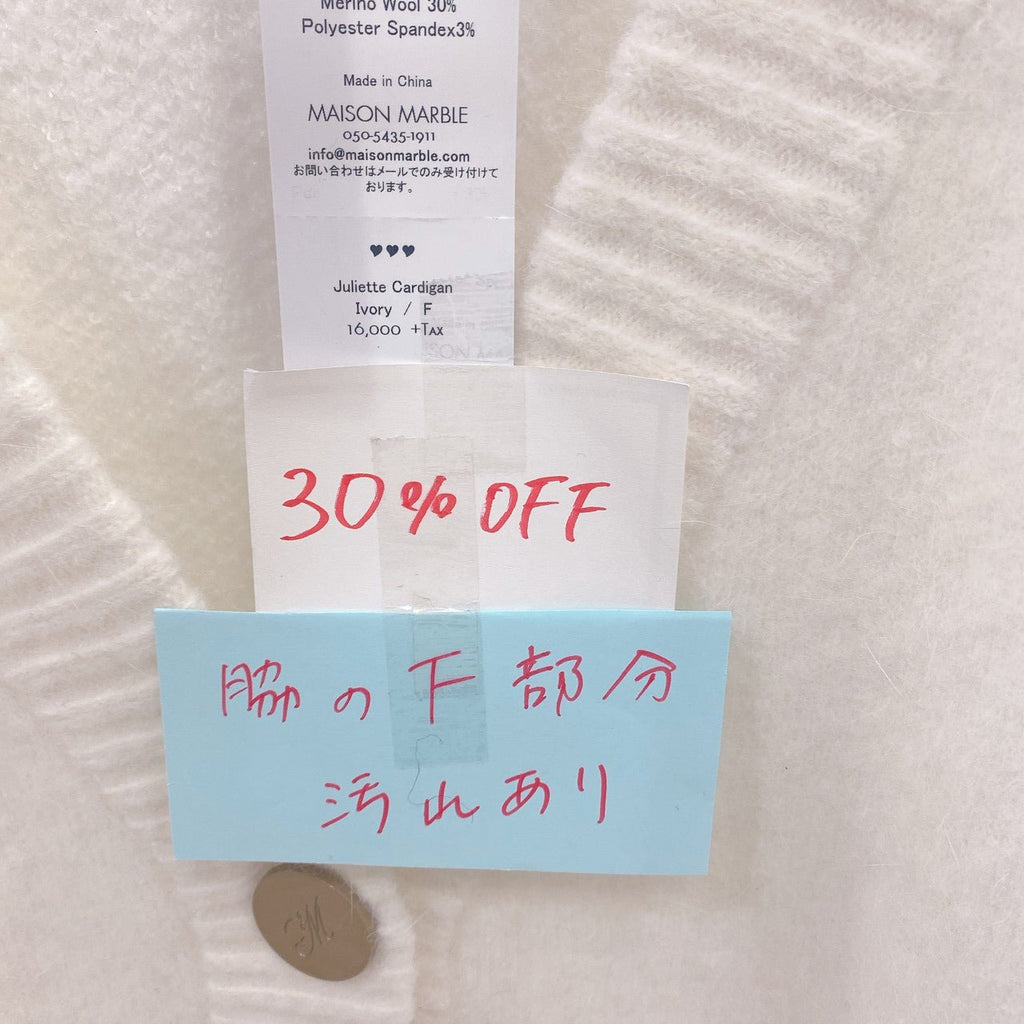 Merino Wool 30%
Polyester Spandex3%
Made in China
MAISON MARBLE
050-5435-1911
info@maisonmarble.com
お問い合わせはメールでのみ受け付けて
おります。
♥♥♥
Juliette Cardigan
Ivory / F
16,000 +TAX
30% OFF
脇の下部分
汚れあり
M